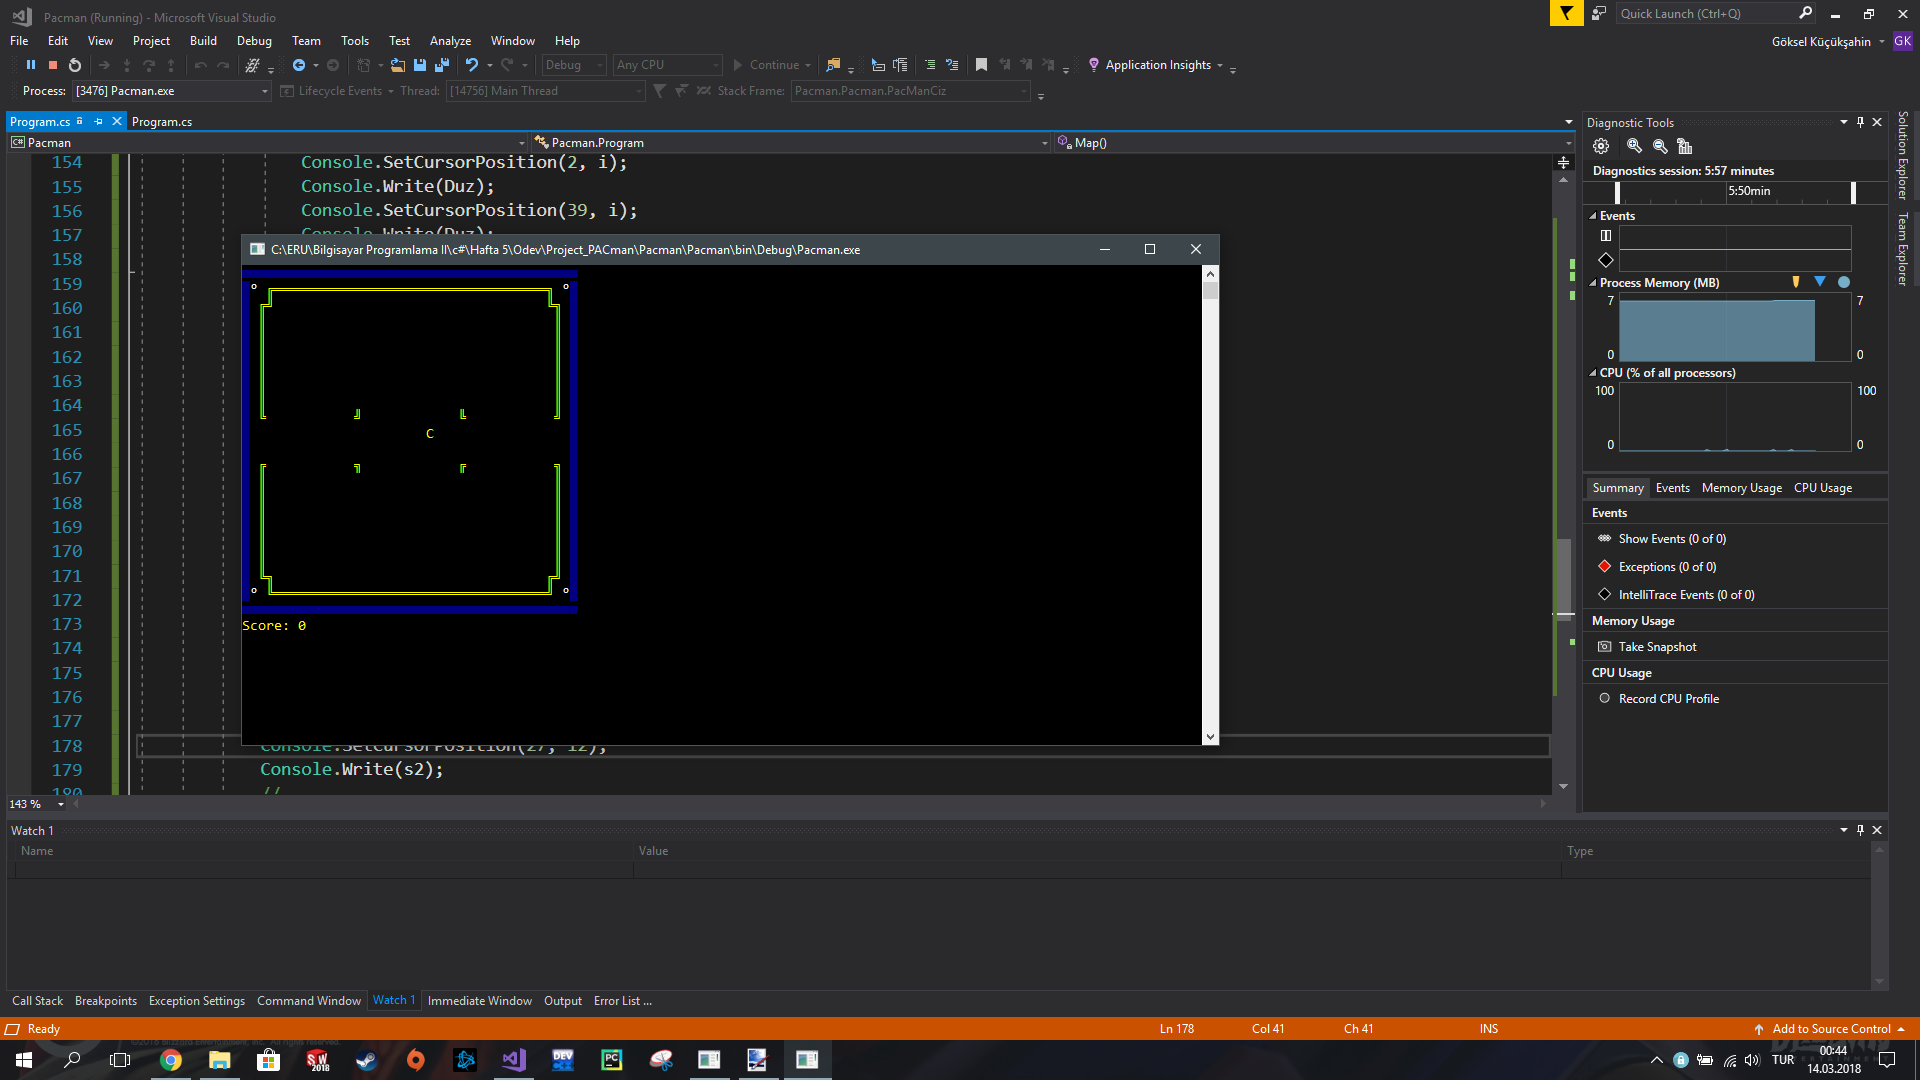 Pacman (Running) - Microsoft Visual Studio
Quick Launch (Ctrl+Q)
File Edit View Project Build Debug Team Tools Test Analyze Window Help
Göksel Küçükşahin GK
Debug Any CPU Continue Application Insights
Process: [3476] Pacman.exe Lifecycle Events Thread: [14756] Main Thread Stack Frame: Pacman.Pacman.PacManCiz
Program.cs Program.cs
C# Pacman Pacman.Program Map()
154 Console.SetCursorPosition(2, i);
155 Console.Write(Duz);
156 Console.SetCursorPosition(39, i);
157 Console.Write(Duz);
158
159
160
161
162
163
164
165
166
167
168
169
170
171
172
173
174
175
176
177
178 Console.SetCursorPosition(27, 12);
179 Console.Write(s2);
180 //
C:\ERU\Bilgisayar Programlama II\c#\Hafta 5\Odev\Project_PACman\Pacman\Pacman\bin\Debug\Pacman.exe
o o
╝ ╚
C
╗ ╔
o o
Score: 0
143 %
Diagnostic Tools
Diagnostics session: 5:57 minutes
5:50min
Events
Process Memory (MB)
7 7
0 0
CPU (% of all processors)
100 100
0 0
Summary Events Memory Usage CPU Usage
Events
Show Events (0 of 0)
Exceptions (0 of 0)
IntelliTrace Events (0 of 0)
Memory Usage
Take Snapshot
CPU Usage
Record CPU Profile
Solution Explorer
Team Explorer
Watch 1
Name Value Type
Call Stack Breakpoints Exception Settings Command Window Watch 1 Immediate Window Output Error List ...
Ready Ln 178 Col 41 Ch 41 INS Add to Source Control
SW 2018 DEV PC TUR 00:44
14.03.2018